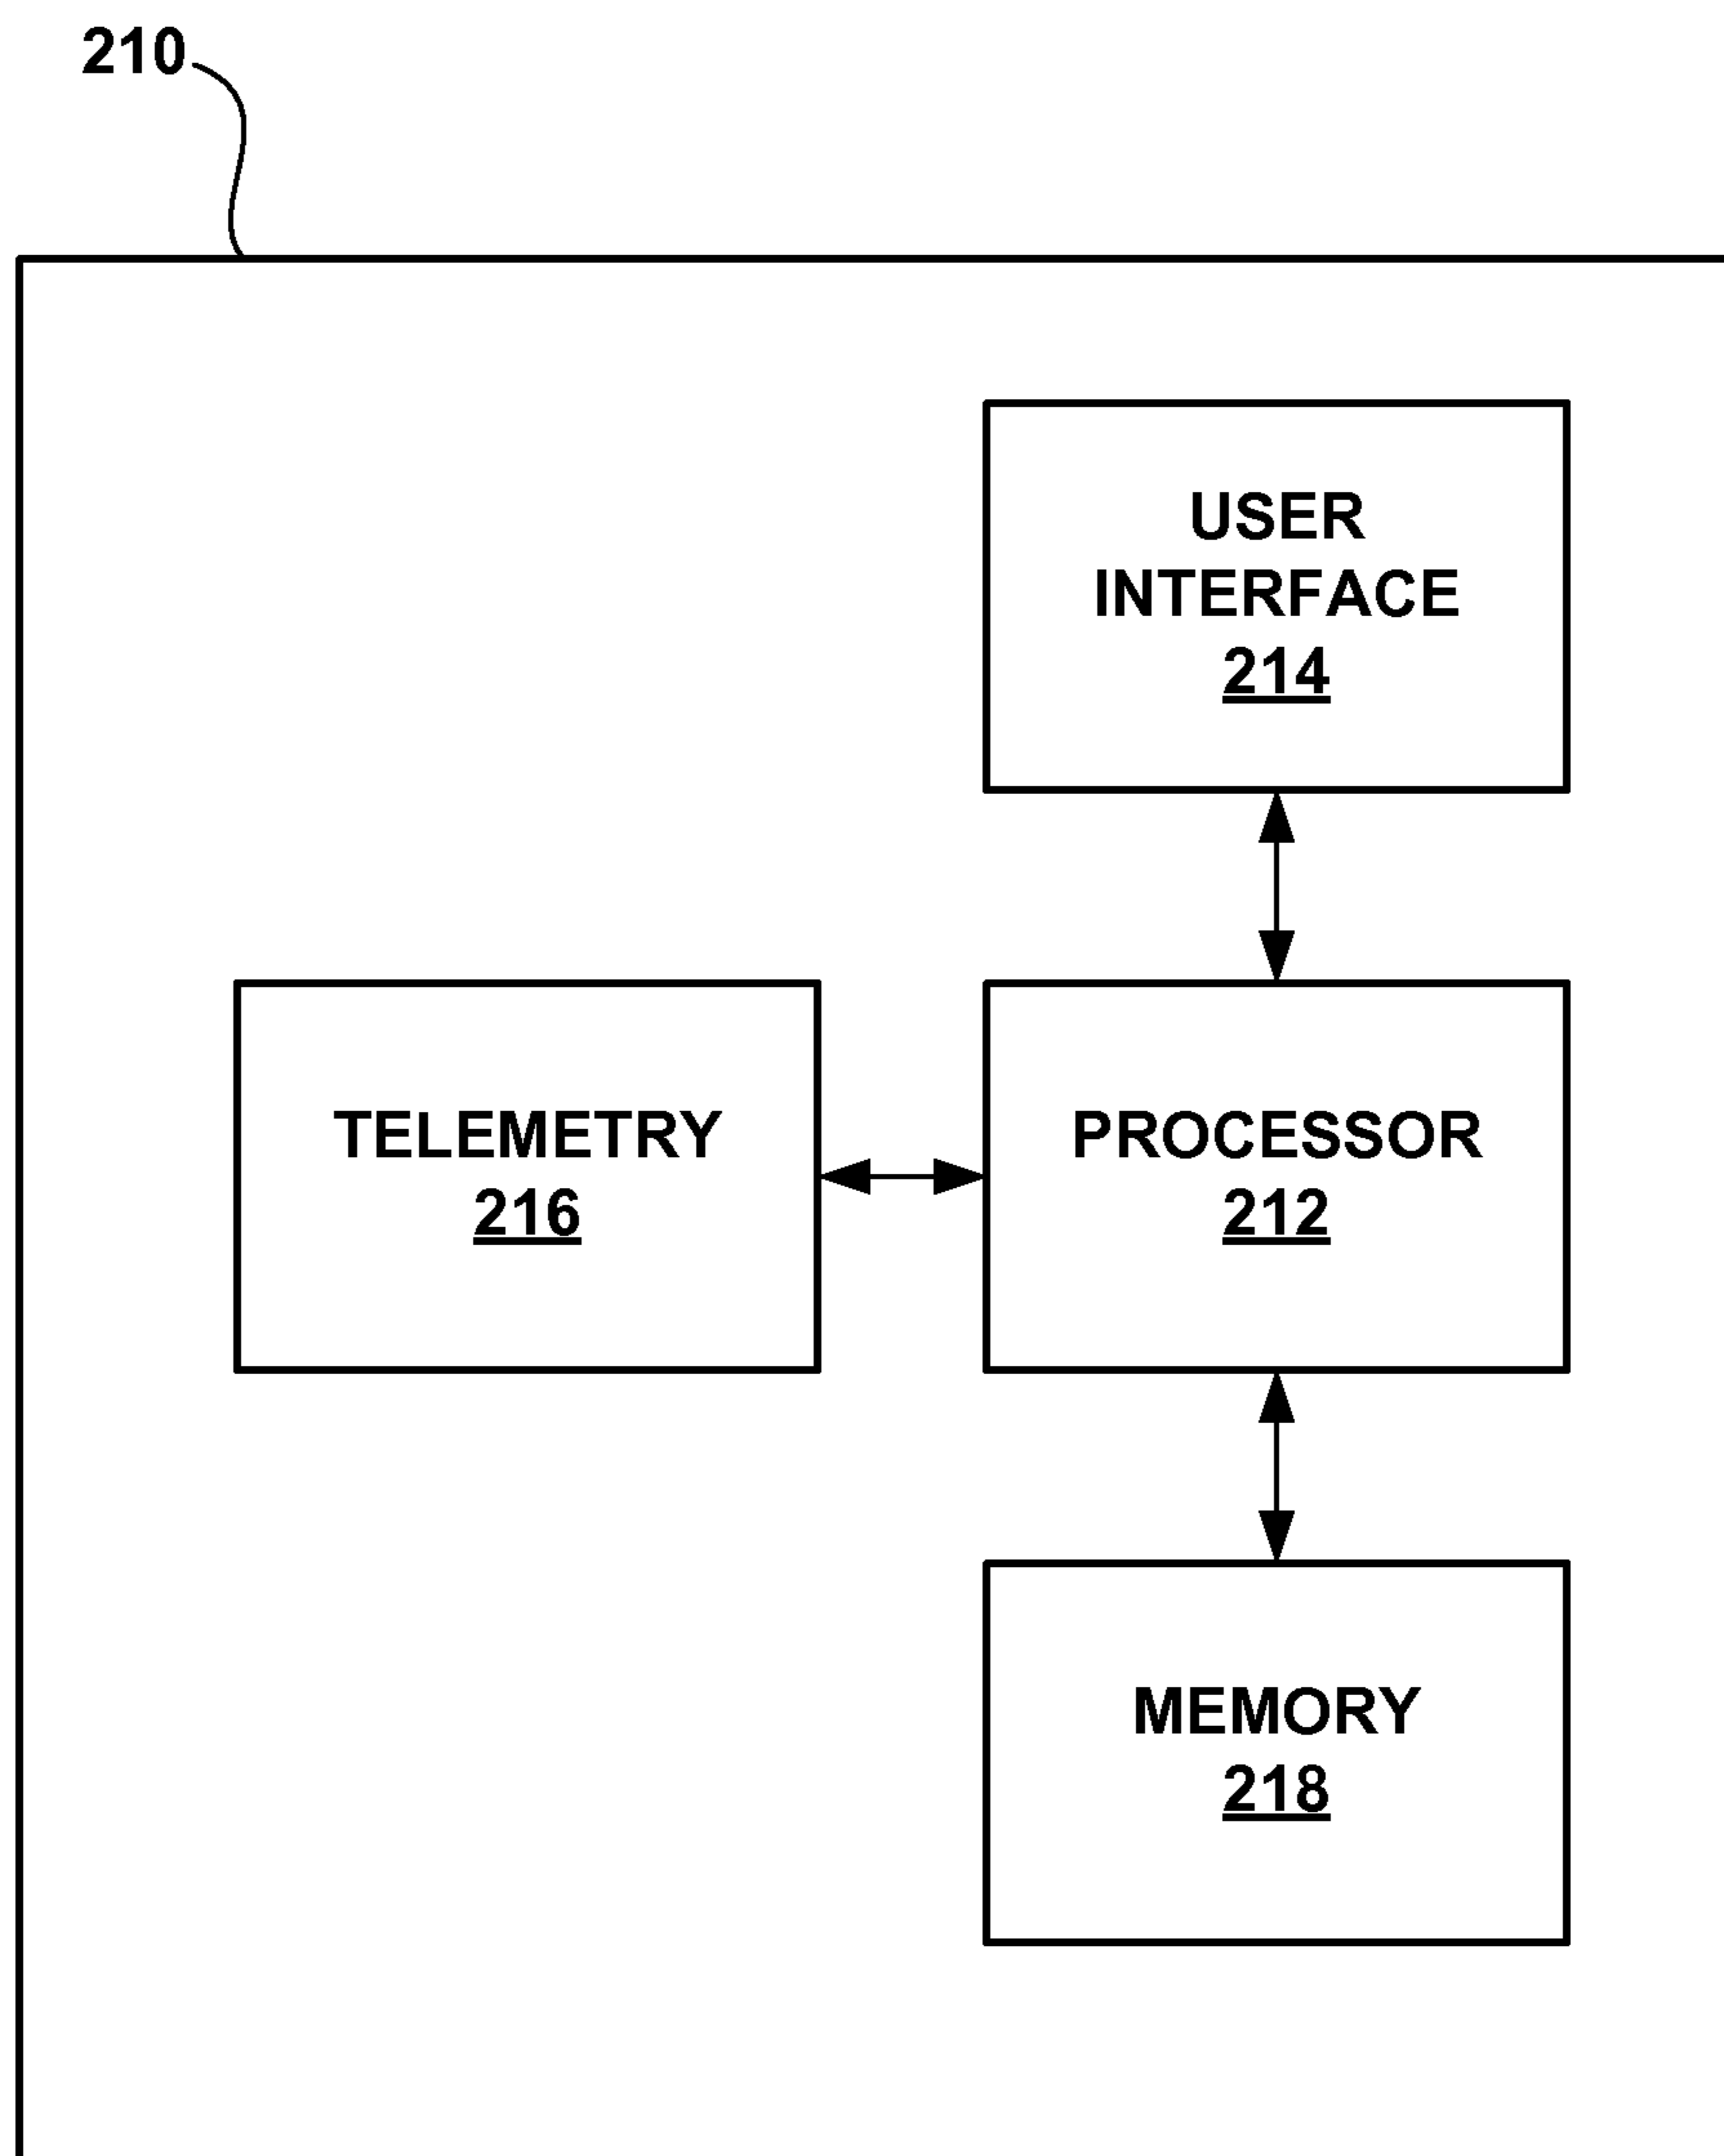 210
USER
INTERFACE
214
TELEMETRY
216
PROCESSOR
212
MEMORY
218